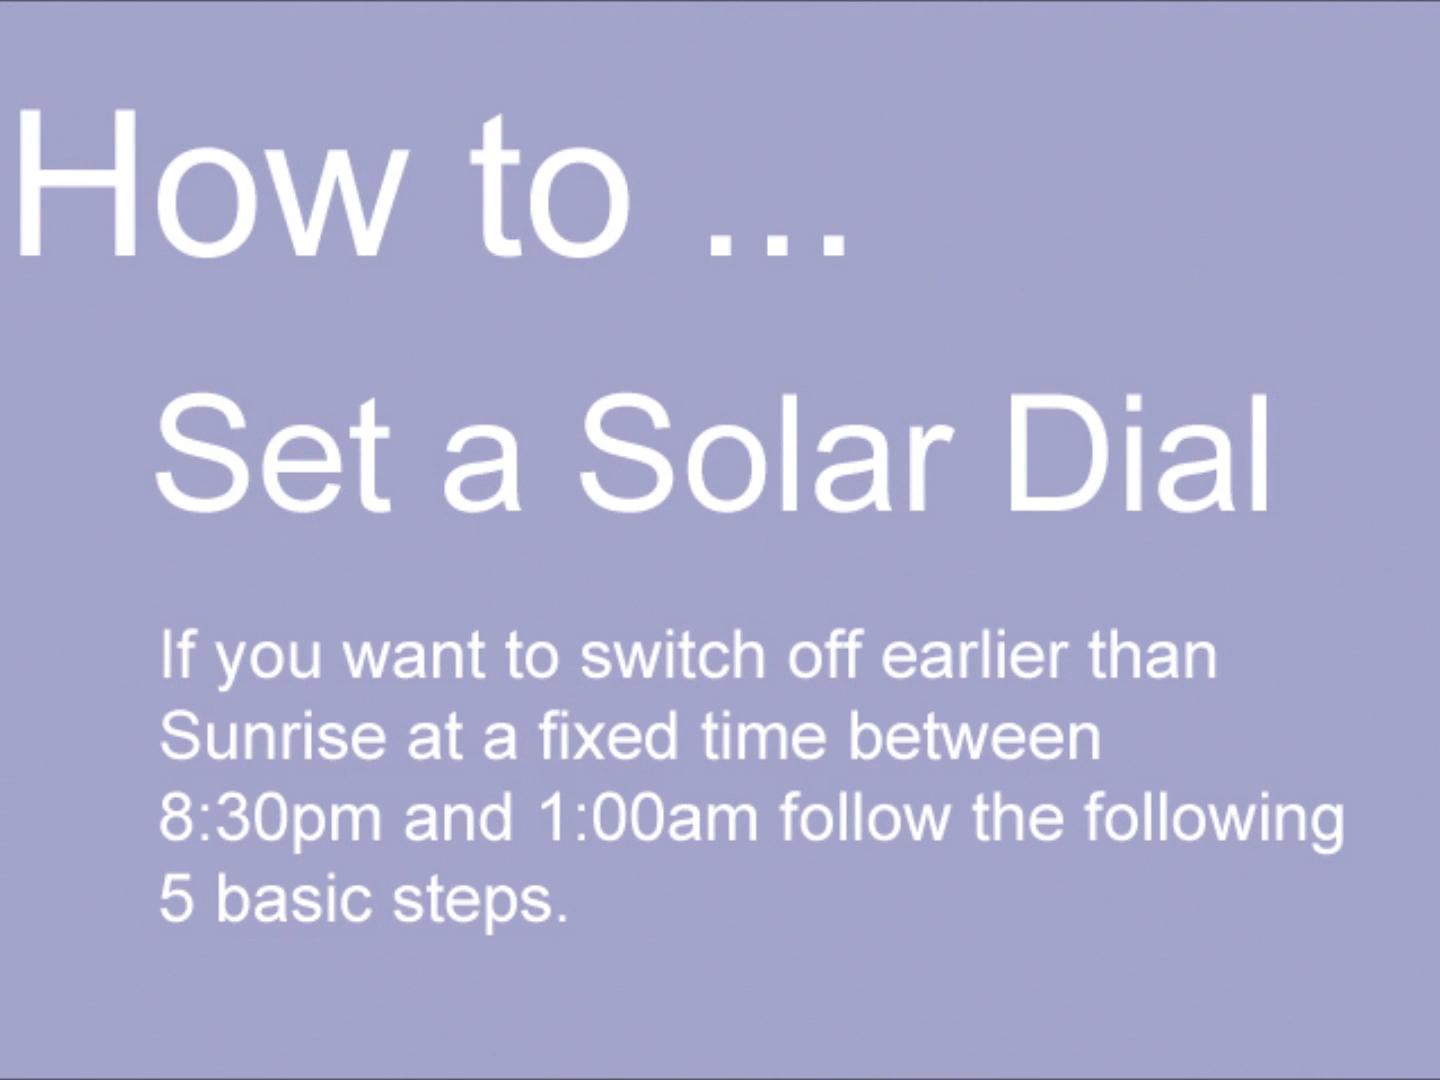 How to ...
Set a Solar Dial
If you want to switch off earlier than
Sunrise at a fixed time between
8:30pm and 1:00am follow the following
5 basic steps.